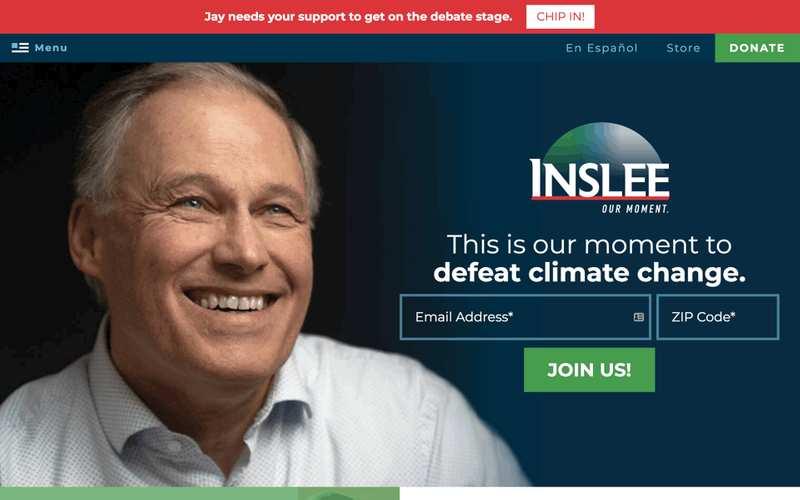 Jay needs your support to get on the debate stage. CHIP IN!
Menu En Español Store DONATE
INSLEE
OUR MOMENT.
This is our moment to
defeat climate change.
Email Address* ZIP Code*
JOIN US!